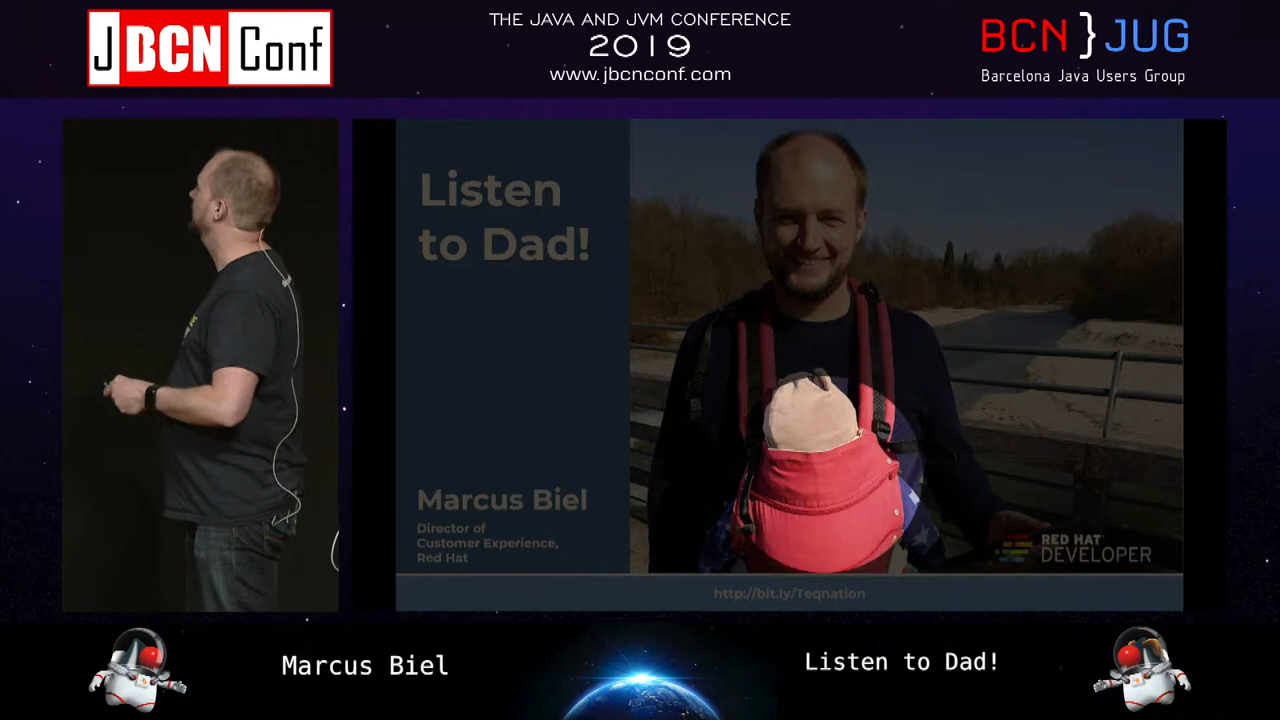 JBCNConf
THE JAVA AND JVM CONFERENCE
2019
www.jbcnconf.com
BCN}JUG
Barcelona Java Users Group
Listen
to Dad!
Marcus Biel
Director of
Customer Experience,
Red Hat
RED HAT
DEVELOPER
http://bit.ly/Teqnation
Marcus Biel
Listen to Dad!